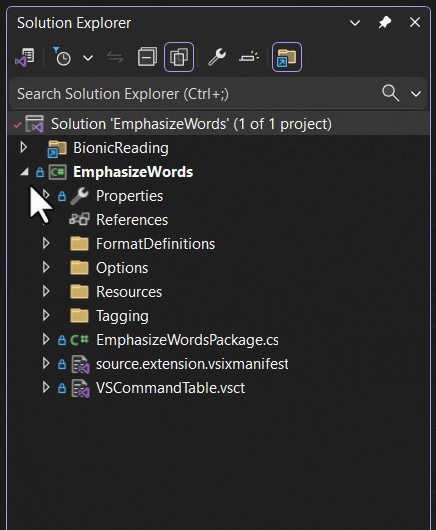 Solution Explorer
Search Solution Explorer (Ctrl+;)
Solution 'EmphasizeWords' (1 of 1 project)
BionicReading
C# EmphasizeWords
Properties
References
FormatDefinitions
Options
Resources
Tagging
C# EmphasizeWordsPackage.cs
source.extension.vsixmanifest
VSCommandTable.vsct